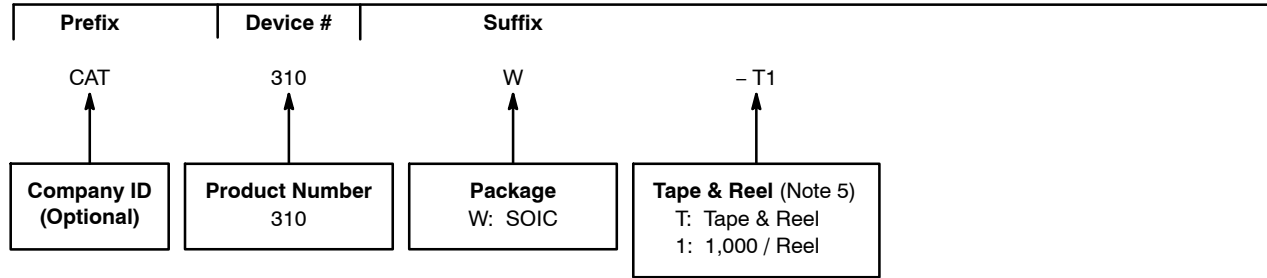 Prefix Device # Suffix
CAT 310 W – T1
Company ID
(Optional)
Product Number
310
Package
W: SOIC
Tape & Reel (Note 5)
T: Tape & Reel
1: 1,000 / Reel